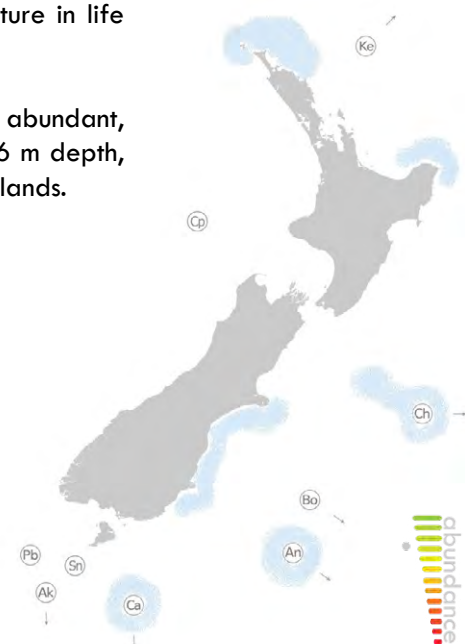 ture in life
abundant,
6 m depth,
lands.
Ke
Cp
Ch
Bo
An
Pb
Sn
Ak
Ca
abundance